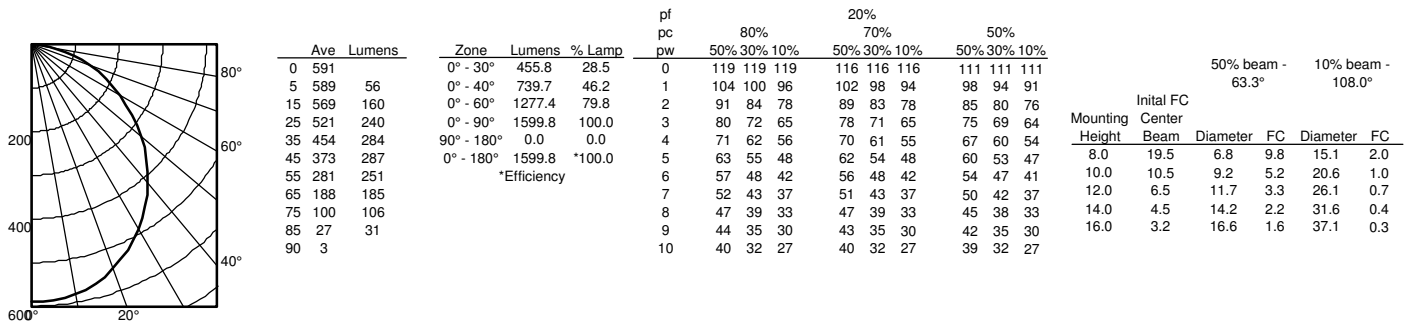 80°
60°
40°
20°
0°
200
400
600
Ave Lumens
0 591
5 589 56
15 569 160
25 521 240
35 454 284
45 373 287
55 281 251
65 188 185
75 100 106
85 27 31
90 3
Zone Lumens % Lamp
0° - 30° 455.8 28.5
0° - 40° 739.7 46.2
0° - 60° 1277.4 79.8
0° - 90° 1599.8 100.0
90° - 180° 0.0 0.0
0° - 180° 1599.8 *100.0
*Efficiency
pf 20%
pc 80% 70% 50%
pw 50% 30% 10% 50% 30% 10% 50% 30% 10%
0 119 119 119 116 116 116 111 111 111
1 104 100 96 102 98 94 98 94 91
2 91 84 78 89 83 78 85 80 76
3 80 72 65 78 71 65 75 69 64
4 71 62 56 70 61 55 67 60 54
5 63 55 48 62 54 48 60 53 47
6 57 48 42 56 48 42 54 47 41
7 52 43 37 51 43 37 50 42 37
8 47 39 33 47 39 33 45 38 33
9 44 35 30 43 35 30 42 35 30
10 40 32 27 40 32 27 39 32 27
50% beam - 10% beam -
63.3° 108.0°
Inital FC
Mounting Center
Height Beam Diameter FC Diameter FC
8.0 19.5 6.8 9.8 15.1 2.0
10.0 10.5 9.2 5.2 20.6 1.0
12.0 6.5 11.7 3.3 26.1 0.7
14.0 4.5 14.2 2.2 31.6 0.4
16.0 3.2 16.6 1.6 37.1 0.3